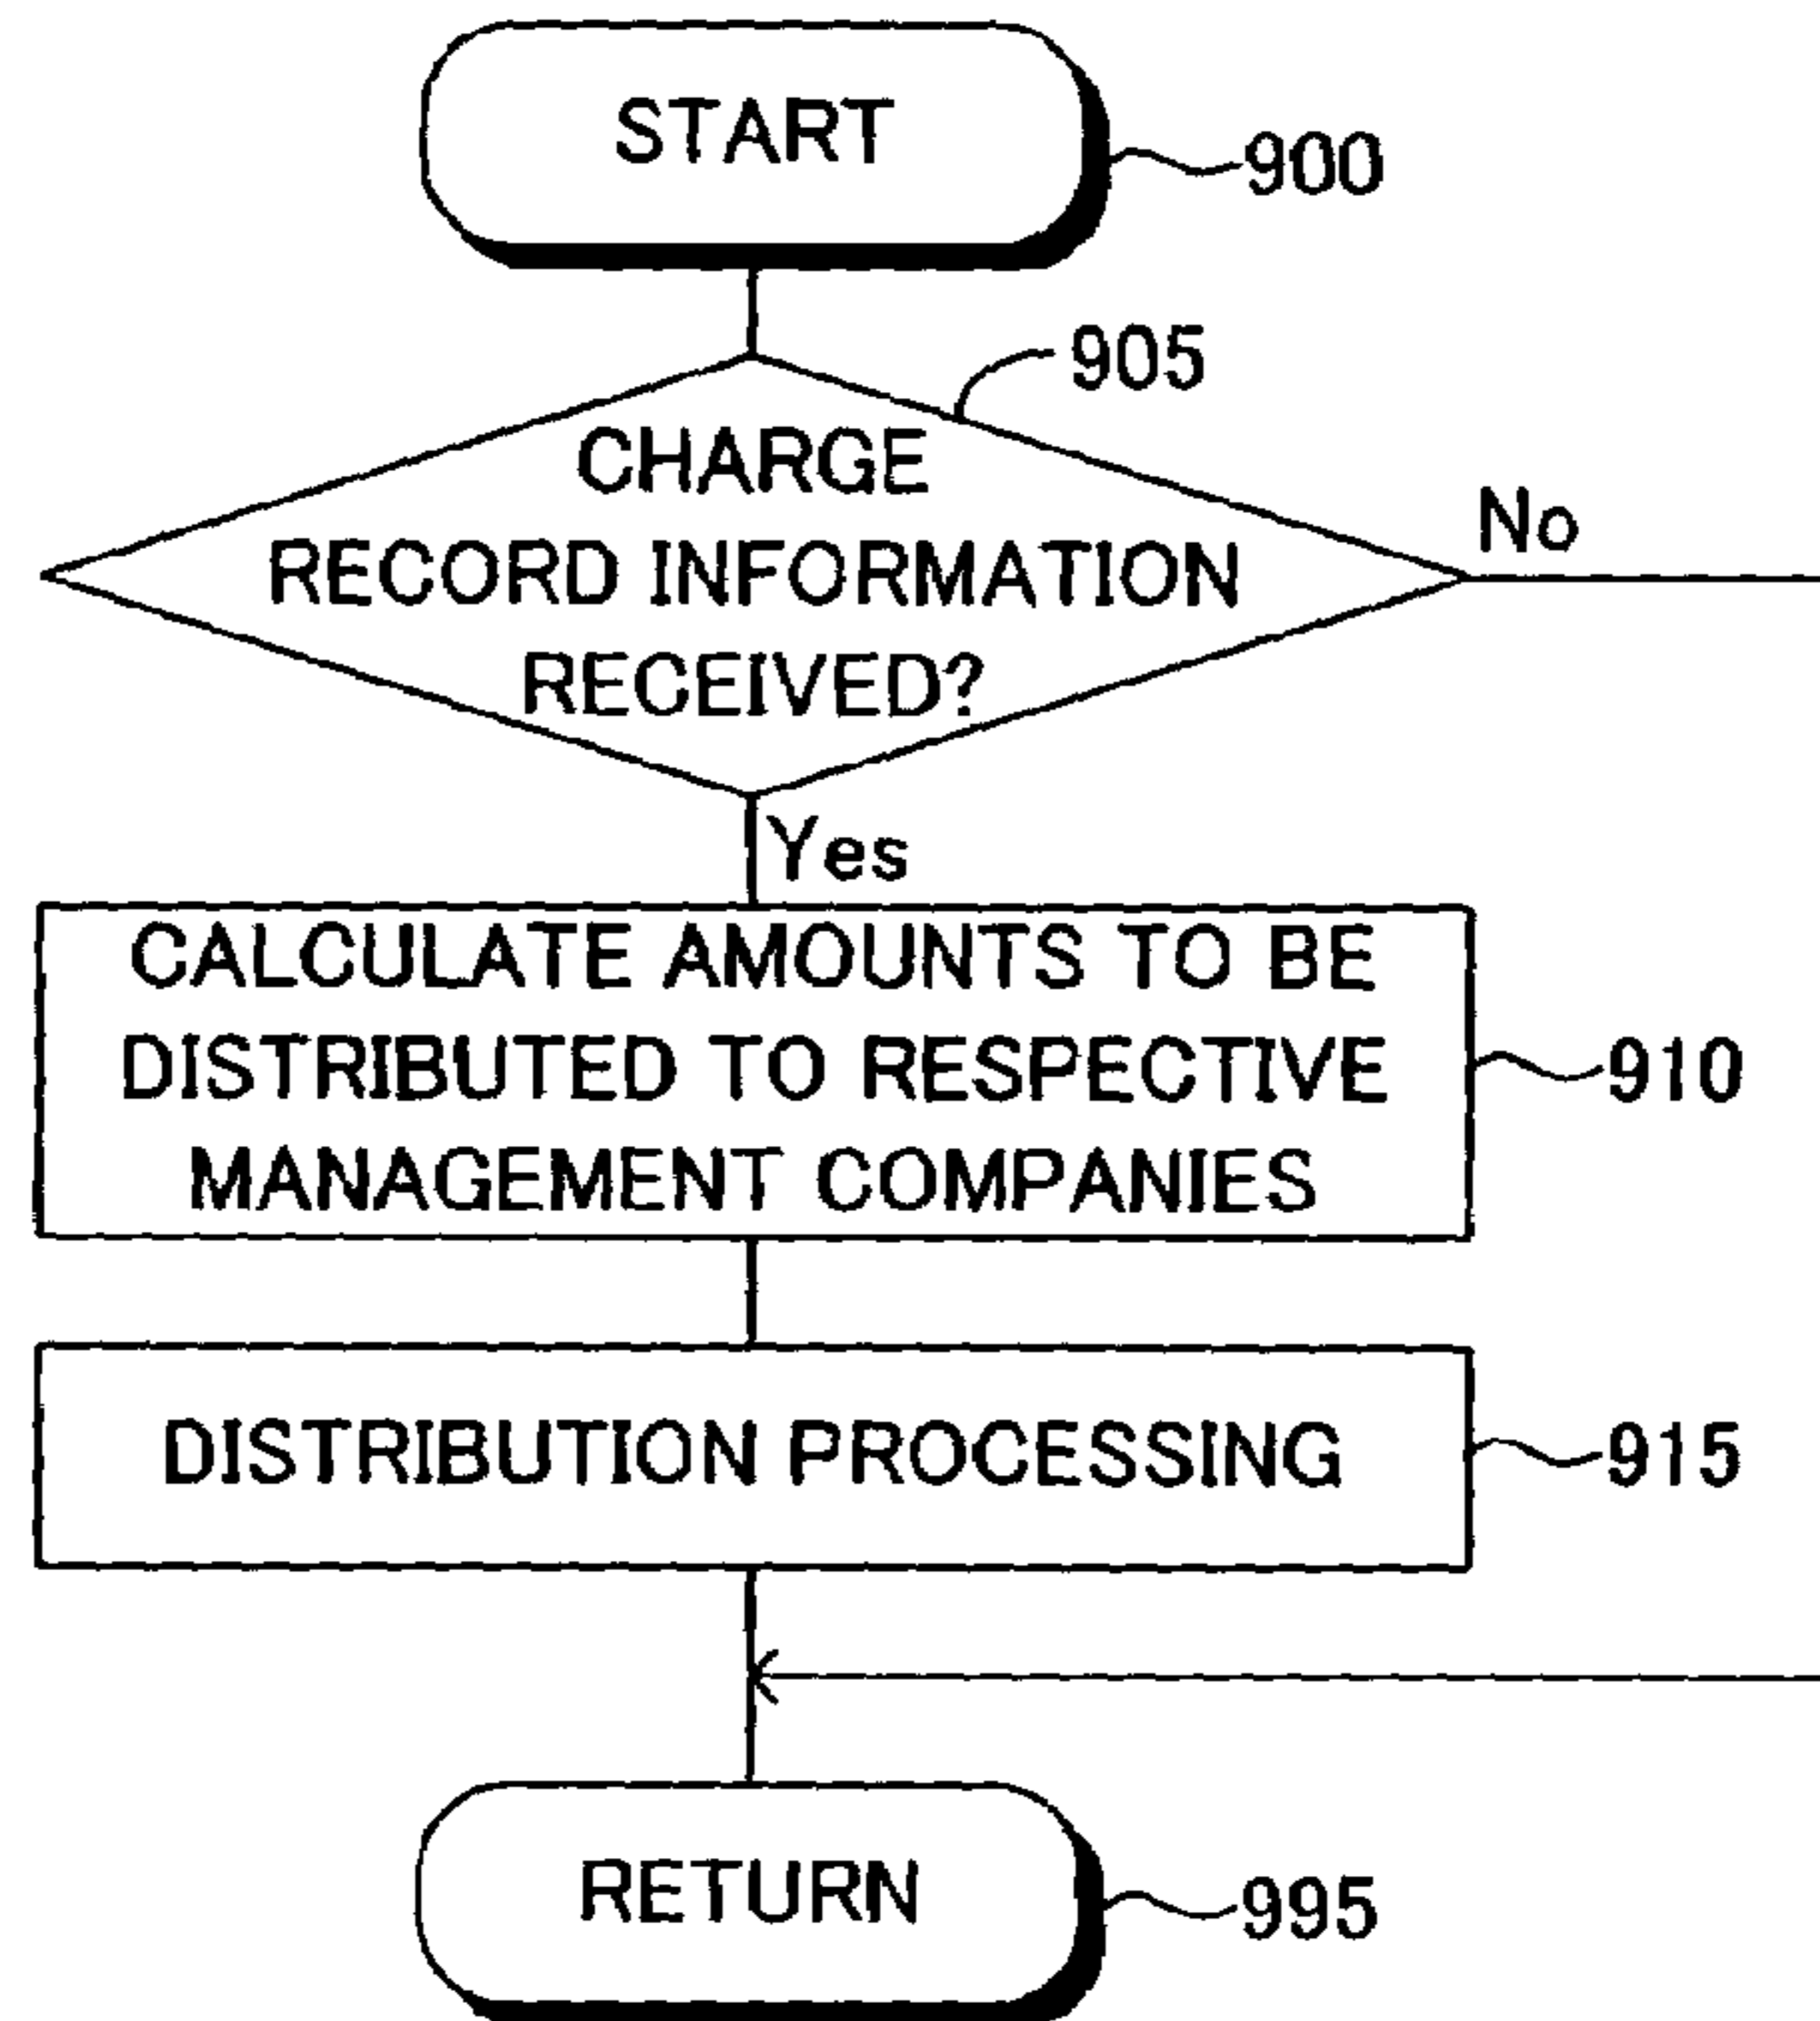 START
900
905
CHARGE
RECORD INFORMATION
RECEIVED?
No
Yes
CALCULATE AMOUNTS TO BE
DISTRIBUTED TO RESPECTIVE
MANAGEMENT COMPANIES
910
DISTRIBUTION PROCESSING
915
RETURN
995